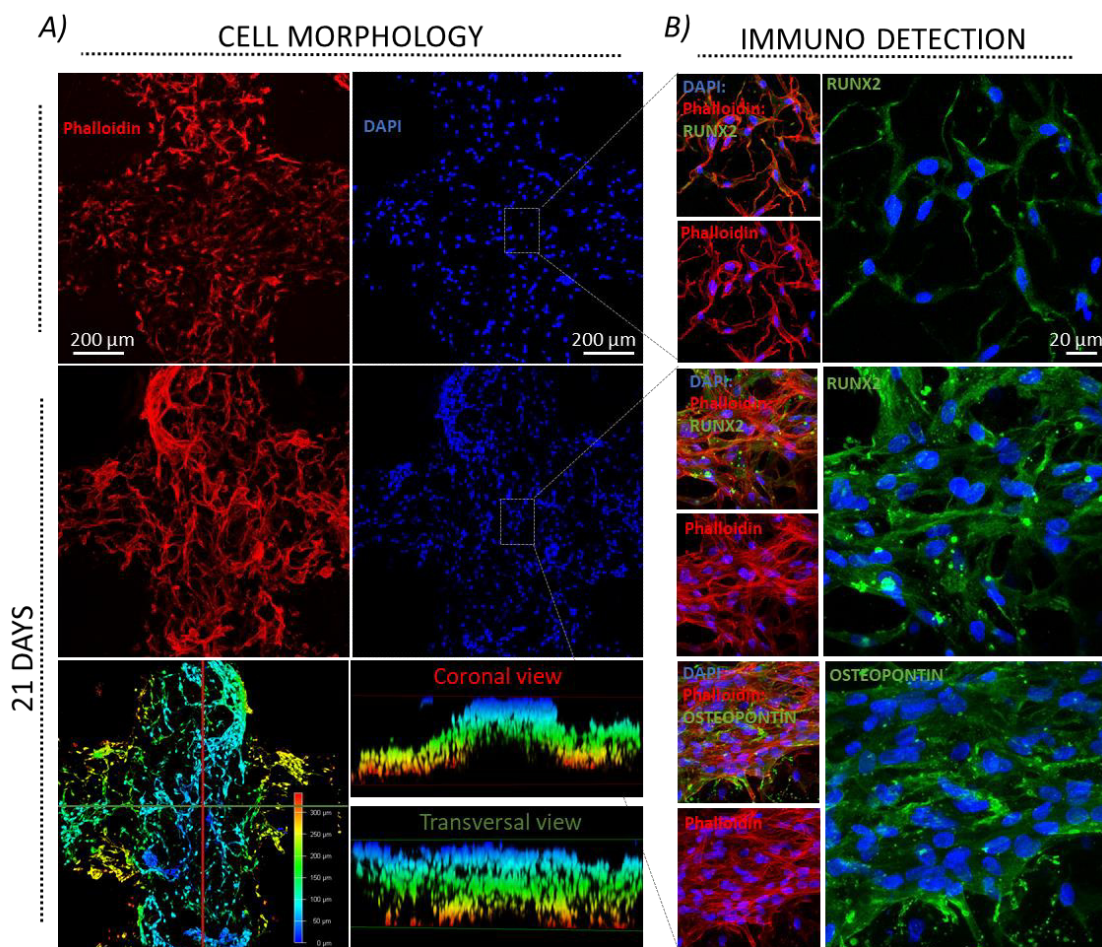 A)
CELL MORPHOLOGY
B)
IMMUNO DETECTION
Phalloidin
DAPI
200 μm
200 μm
DAPI:
Phalloidin:
RUNX2
Phalloidin
RUNX2
20 μm
21 DAYS
DAPI:
Phalloidin:
RUNX2
Phalloidin
RUNX2
300 μm
250 μm
200 μm
150 μm
100 μm
50 μm
0 μm
Coronal view
Transversal view
DAPI:
Phalloidin:
OSTEOPONTIN
Phalloidin
OSTEOPONTIN